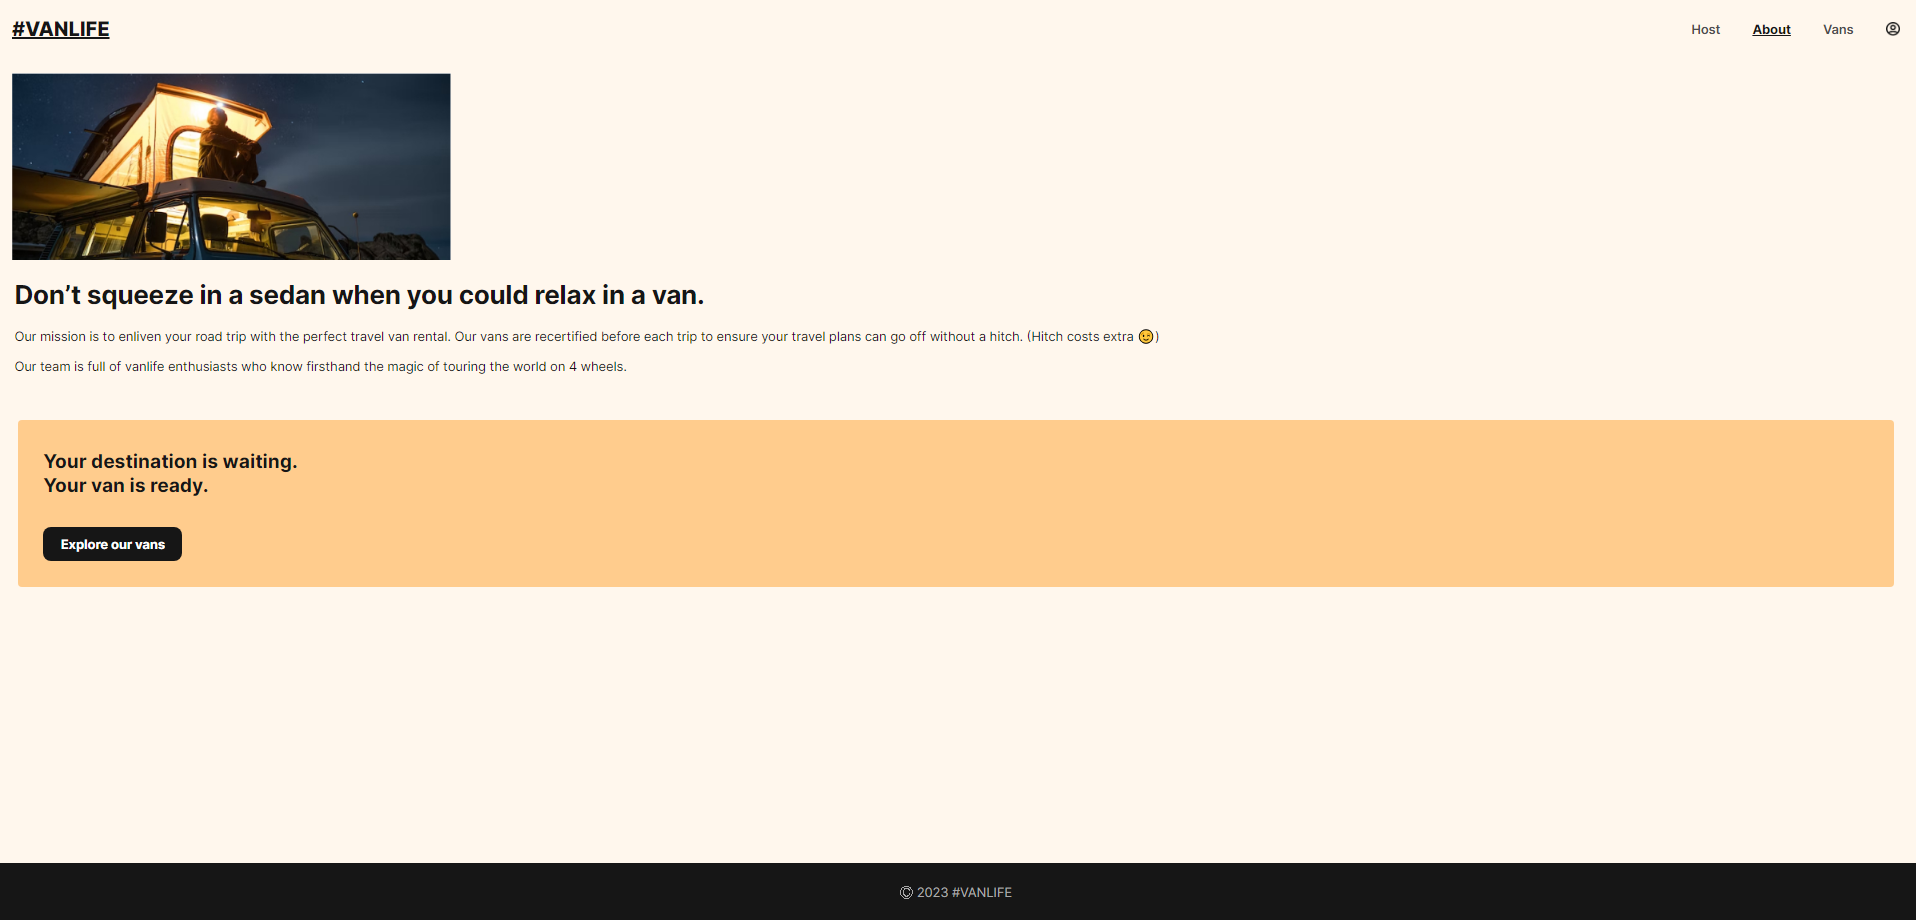 #VANLIFE
Host About Vans
Don’t squeeze in a sedan when you could relax in a van.
Our mission is to enliven your road trip with the perfect travel van rental. Our vans are recertified before each trip to ensure your travel plans can go off without a hitch. (Hitch costs extra 😉)
Our team is full of vanlife enthusiasts who know firsthand the magic of touring the world on 4 wheels.
Your destination is waiting.
Your van is ready.
Explore our vans
© 2023 #VANLIFE